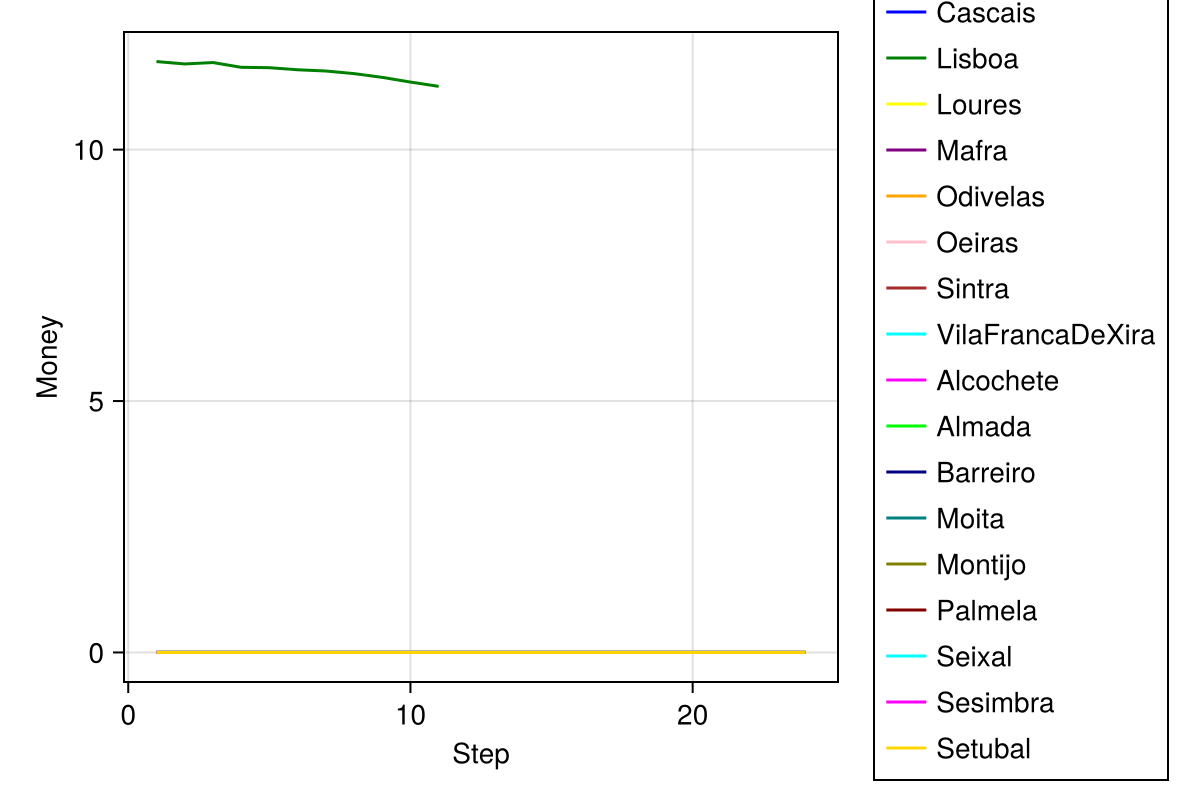 10
5
0
0
10
20
Money
Step
Cascais
Lisboa
Loures
Mafra
Odivelas
Oeiras
Sintra
VilaFrancaDeXira
Alcochete
Almada
Barreiro
Moita
Montijo
Palmela
Seixal
Sesimbra
Setubal